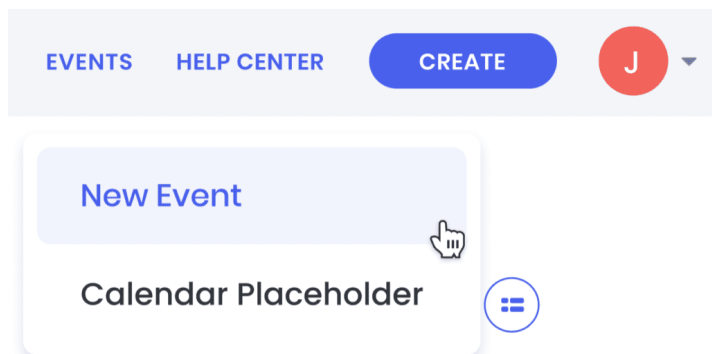 EVENTS HELP CENTER CREATE J
New Event
Calendar Placeholder